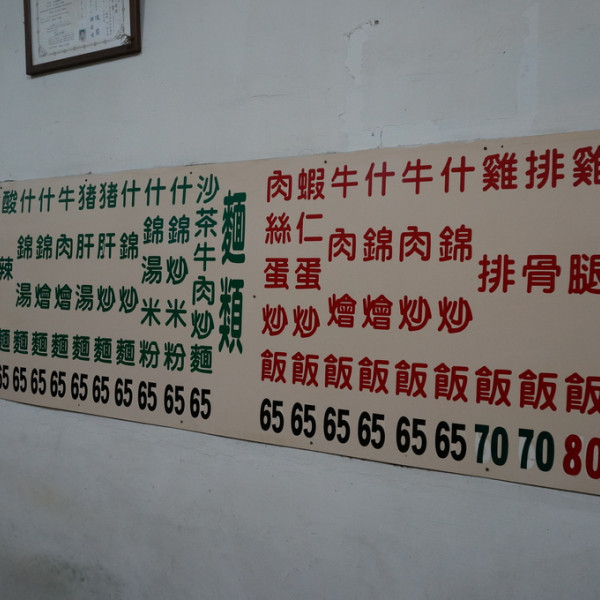 雞腿飯 80
排骨飯 70
雞排飯 70
什錦炒飯 65
牛肉炒飯 65
什錦燴飯 65
牛肉燴飯 65
蝦仁蛋炒飯 65
肉絲蛋炒飯 65
麵類
沙茶牛肉炒麵 65
什錦炒米粉 65
什錦湯米粉 65
什錦炒麵 65
猪肝炒麵 65
猪肝湯麵 65
牛肉燴麵 65
什錦燴麵 65
什錦湯麵 65
酸辣麵 65